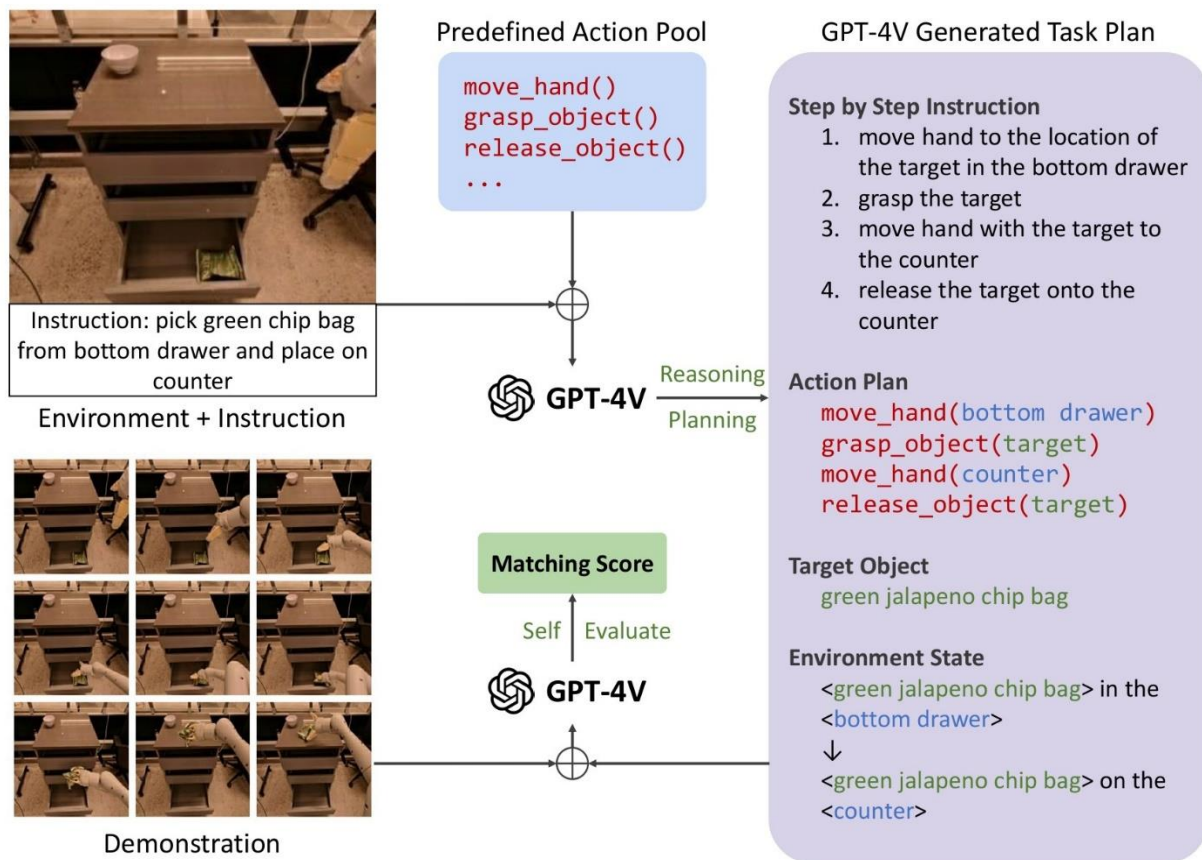 Predefined Action Pool
move_hand()
grasp_object()
release_object()
...
GPT-4V Generated Task Plan
Instruction: pick green chip bag
from bottom drawer and place on
counter
Environment + Instruction
GPT-4V
Reasoning
Planning
Step by Step Instruction
1. move hand to the location of
the target in the bottom drawer
2. grasp the target
3. move hand with the target to
the counter
4. release the target onto the
counter
Action Plan
move_hand(bottom drawer)
grasp_object(target)
move_hand(counter)
release_object(target)
Target Object
green jalapeno chip bag
Environment State
<green jalapeno chip bag> in the
<bottom drawer>
↓
<green jalapeno chip bag> on the
<counter>
Matching Score
Self Evaluate
GPT-4V
Demonstration